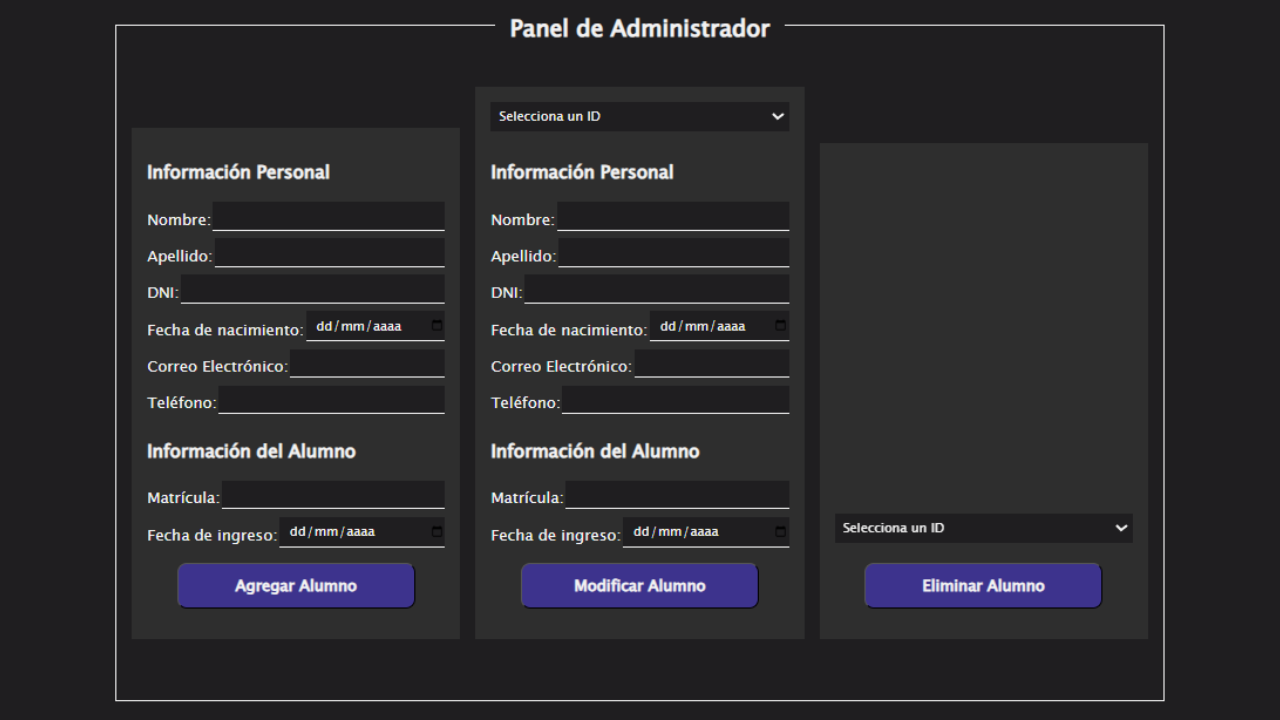 Panel de Administrador
Información Personal
Nombre:
Apellido:
DNI:
Fecha de nacimiento: dd/mm/aaaa
Correo Electrónico:
Teléfono:
Información del Alumno
Matrícula:
Fecha de ingreso: dd/mm/aaaa
Agregar Alumno
Selecciona un ID
Información Personal
Nombre:
Apellido:
DNI:
Fecha de nacimiento: dd/mm/aaaa
Correo Electrónico:
Teléfono:
Información del Alumno
Matrícula:
Fecha de ingreso: dd/mm/aaaa
Modificar Alumno
Selecciona un ID
Eliminar Alumno